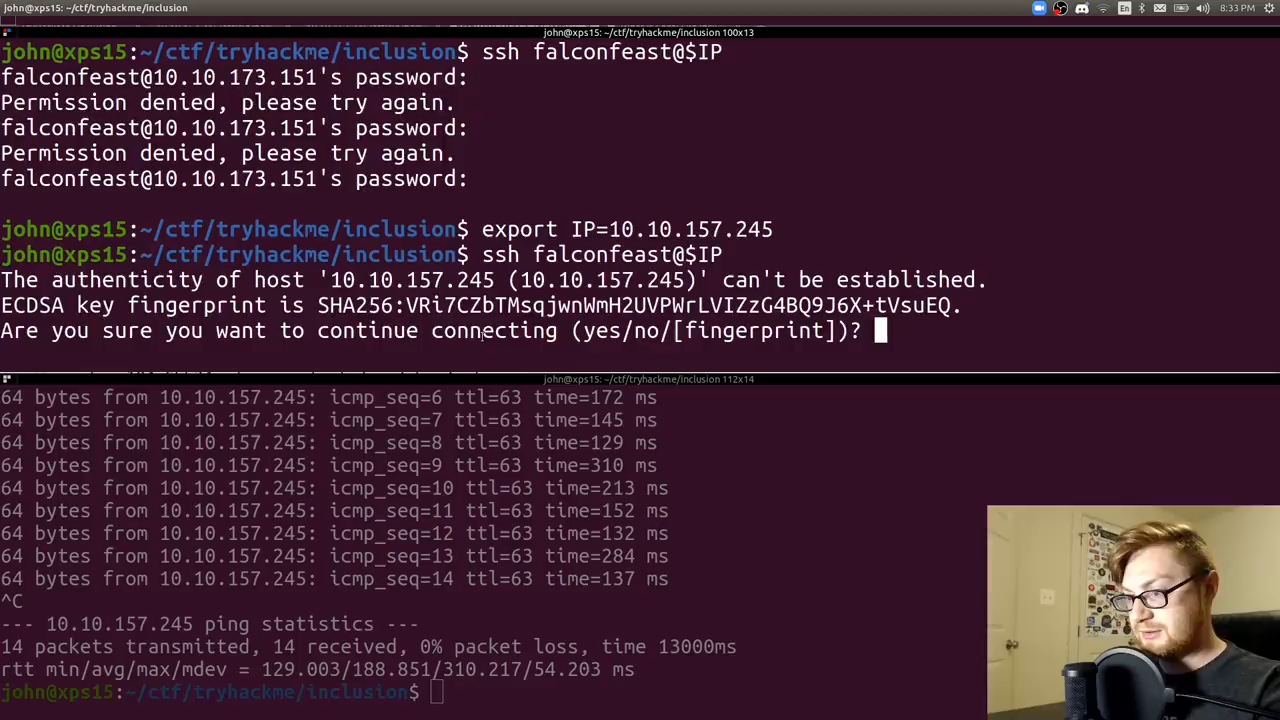 john@xps15: ~/ctf/tryhackme/inclusion
En
8:33 PM
john@xps15: ~/ctf/tryhackme/inclusion 100x13
john@xps15:~/ctf/tryhackme/inclusion$ ssh falconfeast@$IP
falconfeast@10.10.173.151's password:
Permission denied, please try again.
falconfeast@10.10.173.151's password:
Permission denied, please try again.
falconfeast@10.10.173.151's password:
john@xps15:~/ctf/tryhackme/inclusion$ export IP=10.10.157.245
john@xps15:~/ctf/tryhackme/inclusion$ ssh falconfeast@$IP
The authenticity of host '10.10.157.245 (10.10.157.245)' can't be established.
ECDSA key fingerprint is SHA256:VRi7CZbTMsqjwnWmH2UVPWrLVIZzG4BQ9J6X+tVsuEQ.
Are you sure you want to continue connecting (yes/no/[fingerprint])?
john@xps15: ~/ctf/tryhackme/inclusion 112x14
64 bytes from 10.10.157.245: icmp_seq=6 ttl=63 time=172 ms
64 bytes from 10.10.157.245: icmp_seq=7 ttl=63 time=145 ms
64 bytes from 10.10.157.245: icmp_seq=8 ttl=63 time=129 ms
64 bytes from 10.10.157.245: icmp_seq=9 ttl=63 time=310 ms
64 bytes from 10.10.157.245: icmp_seq=10 ttl=63 time=213 ms
64 bytes from 10.10.157.245: icmp_seq=11 ttl=63 time=152 ms
64 bytes from 10.10.157.245: icmp_seq=12 ttl=63 time=132 ms
64 bytes from 10.10.157.245: icmp_seq=13 ttl=63 time=284 ms
64 bytes from 10.10.157.245: icmp_seq=14 ttl=63 time=137 ms
^C
--- 10.10.157.245 ping statistics ---
14 packets transmitted, 14 received, 0% packet loss, time 13000ms
rtt min/avg/max/mdev = 129.003/188.851/310.217/54.203 ms
john@xps15:~/ctf/tryhackme/inclusion$